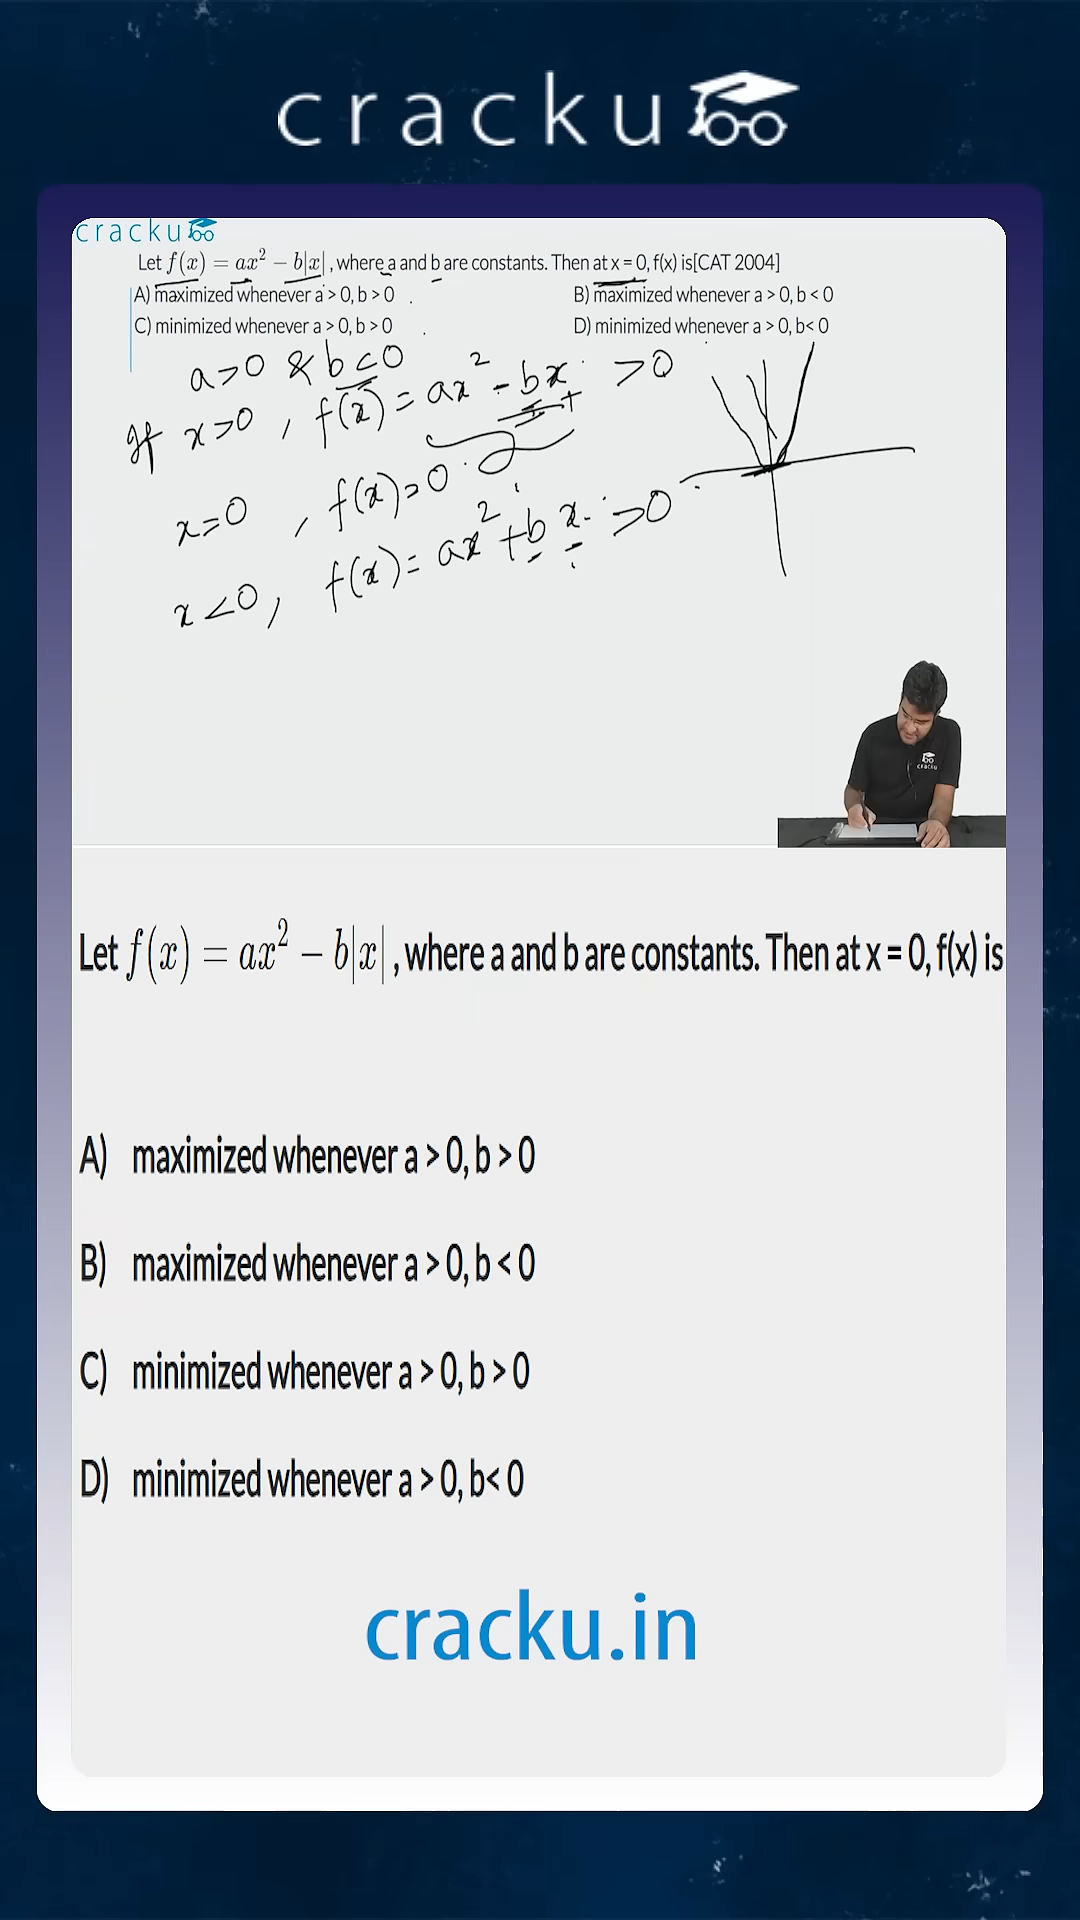 cracku
cracku
Let f(x) = ax² − b|x| , where a and b are constants. Then at x = 0, f(x) is[CAT 2004]
A) maximized whenever a > 0, b > 0
B) maximized whenever a > 0, b < 0
C) minimized whenever a > 0, b > 0
D) minimized whenever a > 0, b< 0
a>0 & b<0
If x>0 , f(x) = ax² - bx >0
x=0 , f(x)=0
x<0, f(x)= ax²+bx >0
cracku
Let f(x) = ax² − b|x| , where a and b are constants. Then at x = 0, f(x) is
A) maximized whenever a > 0, b > 0
B) maximized whenever a > 0, b < 0
C) minimized whenever a > 0, b > 0
D) minimized whenever a > 0, b< 0
cracku.in